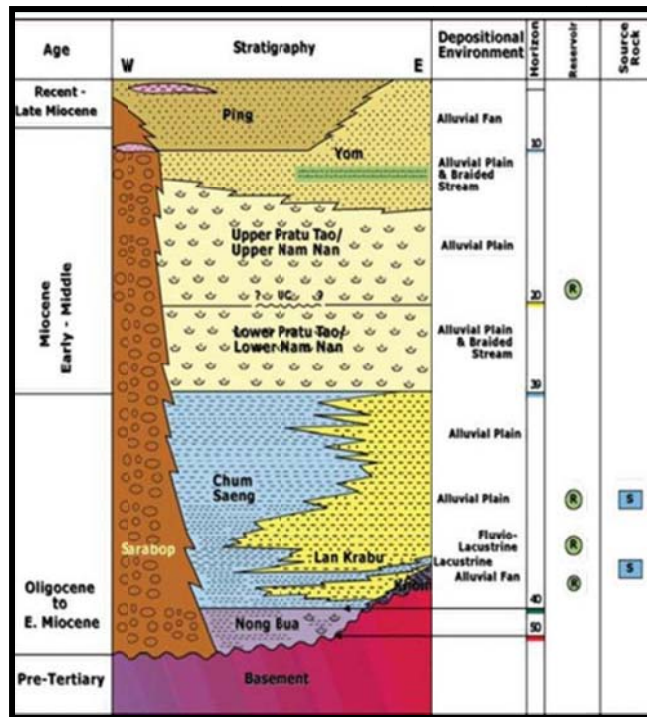 Age
Stratigraphy
W
E
Depositional
Environment
Horizon
Reservoir
Source
Rock
Recent -
Late Miocene
Miocene
Early - Middle
Oligocene
to
E. Miocene
Pre-Tertiary
Ping
Yom
Upper Pratu Tao/
Upper Nam Nan
? UC ?
Lower Pratu Tao/
Lower Nam Nan
Chum
Saeng
Sarabop
Lan Krabu
Khom
Nong Bua
Basement
Alluvial Fan
Alluvial Plain
& Braided
Stream
Alluvial Plain
Alluvial Plain
& Braided
Stream
Alluvial Plain
Alluvial Plain
Fluvio-
Lacustrine
Lacustrine
Alluvial Fan
10
20
39
40
50
R
R
R
R
S
S